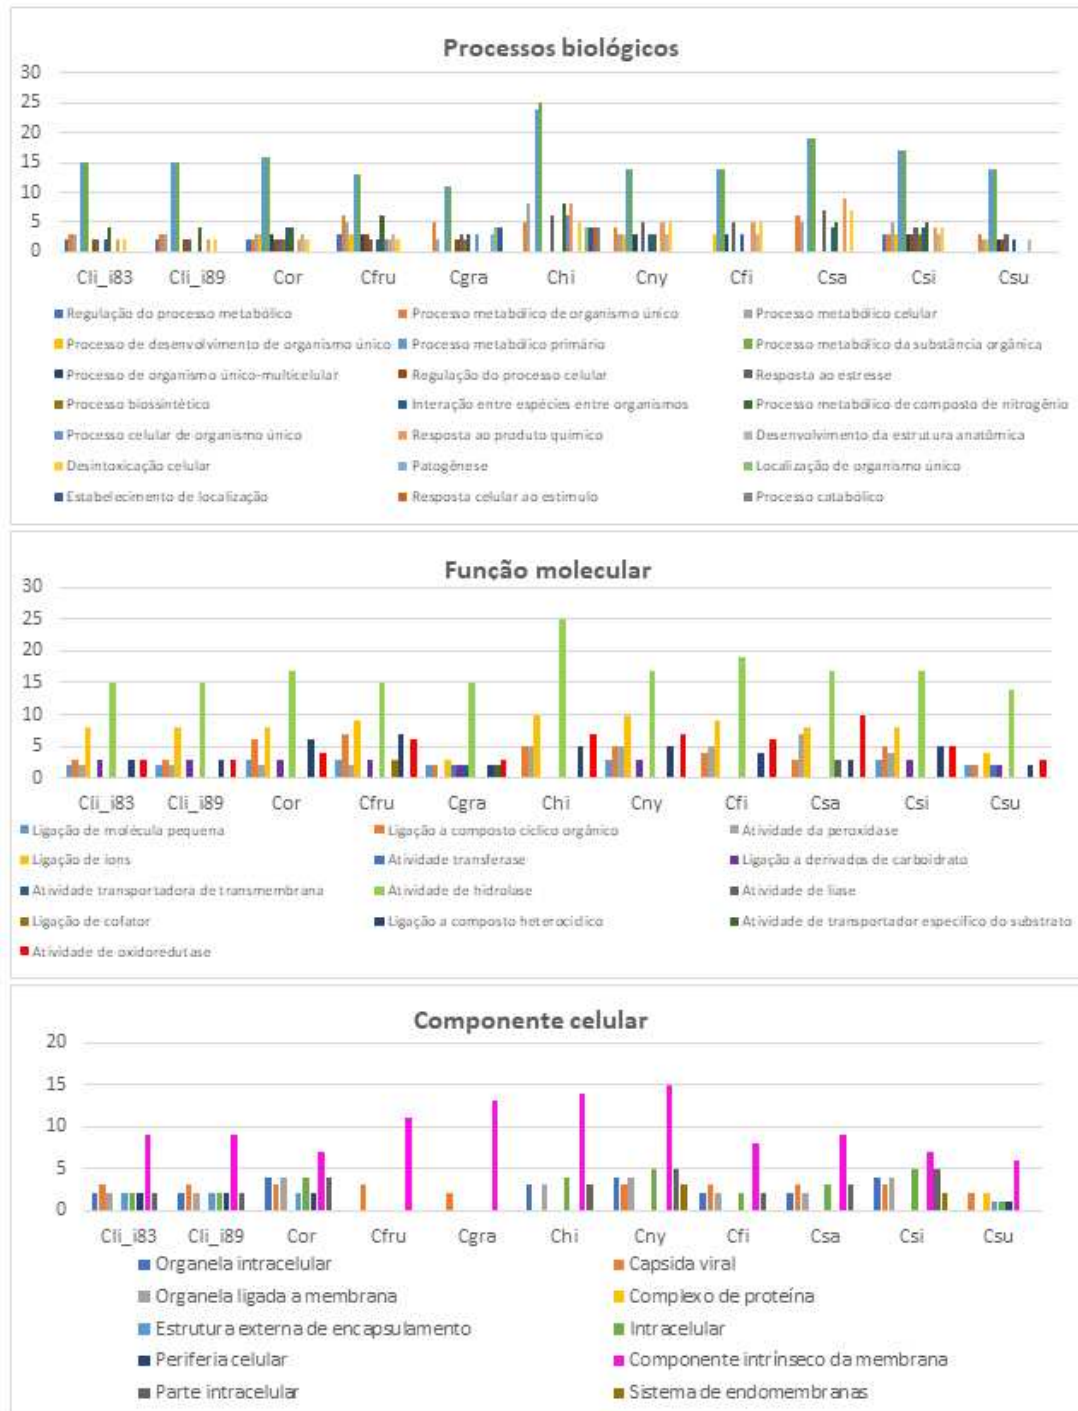 Processos biológicos
30
25
20
15
10
5
0
Cli_i83 Cli_i89 Cor Cfru Cgra Chi Cny Cfi Csa Csi Csu
Regulação do processo metabólico Processo metabólico de organismo único Processo metabólico celular
Processo de desenvolvimento de organismo único Processo metabólico primário Processo metabólico da substância orgânica
Processo de organismo único-multicelular Regulação do processo celular Resposta ao estresse
Processo biossintético Interação entre espécies entre organismos Processo metabólico de composto de nitrogênio
Processo celular de organismo único Resposta ao produto químico Desenvolvimento da estrutura anatômica
Desintoxicação celular Patogênese Localização de organismo único
Estabelecimento de localização Resposta celular ao estimulo Processo catabólico
Função molecular
30
25
20
15
10
5
0
Cli_i83 Cli_i89 Cor Cfru Cgra Chi Cny Cfi Csa Csi Csu
Ligação de molécula pequena Ligação a composto cíclico orgânico Atividade da peroxidase
Ligação de íons Atividade transferase Ligação a derivados de carboidrato
Atividade transportadora de transmembrana Atividade de hidrolase Atividade de liase
Ligação de cofator Ligação a composto heterocíclico Atividade de transportador específico do substrato
Atividade de oxidoredutase
Componente celular
20
15
10
5
0
Cli_i83 Cli_i89 Cor Cfru Cgra Chi Cny Cfi Csa Csi Csu
Organela intracelular Capsida viral
Organela ligada a membrana Complexo de proteína
Estrutura externa de encapsulamento Intracelular
Periferia celular Componente intrínseco da membrana
Parte intracelular Sistema de endomembranas